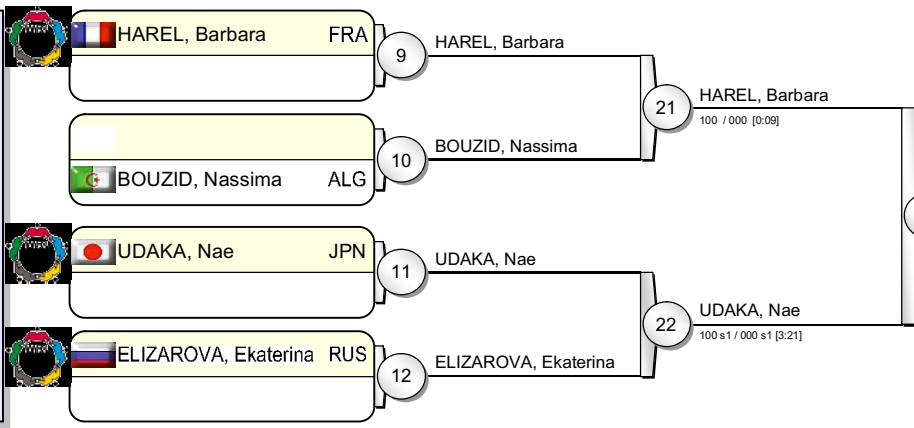 HAREL, Barbara FRA
9
HAREL, Barbara
21
HAREL, Barbara
100 / 000 [0:09]
10
BOUZID, Nassima
BOUZID, Nassima ALG
UDAKA, Nae JPN
11
UDAKA, Nae
22
UDAKA, Nae
100 s1 / 000 s1 [3:21]
ELIZAROVA, Ekaterina RUS
12
ELIZAROVA, Ekaterina